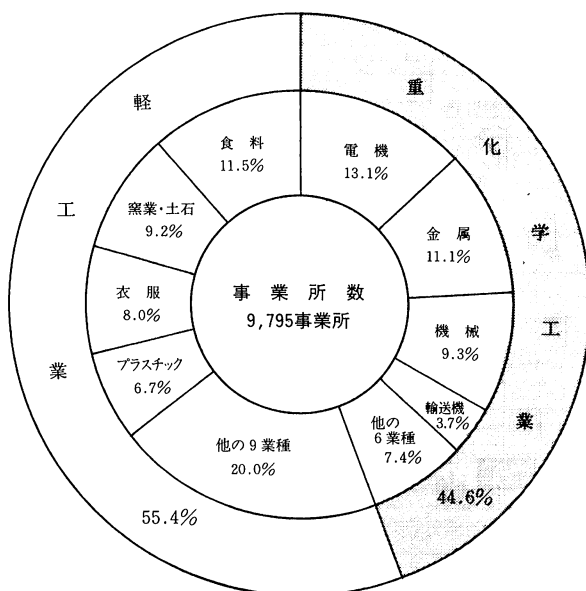 事業所数
9,795事業所
重化学工業
44.6%
電機
13.1%
金属
11.1%
機械
9.3%
輸送機
3.7%
他の
6業種
7.4%
軽工業
55.4%
他の9業種
20.0%
プラスチック
6.7%
衣服
8.0%
窯業・土石
9.2%
食料
11.5%